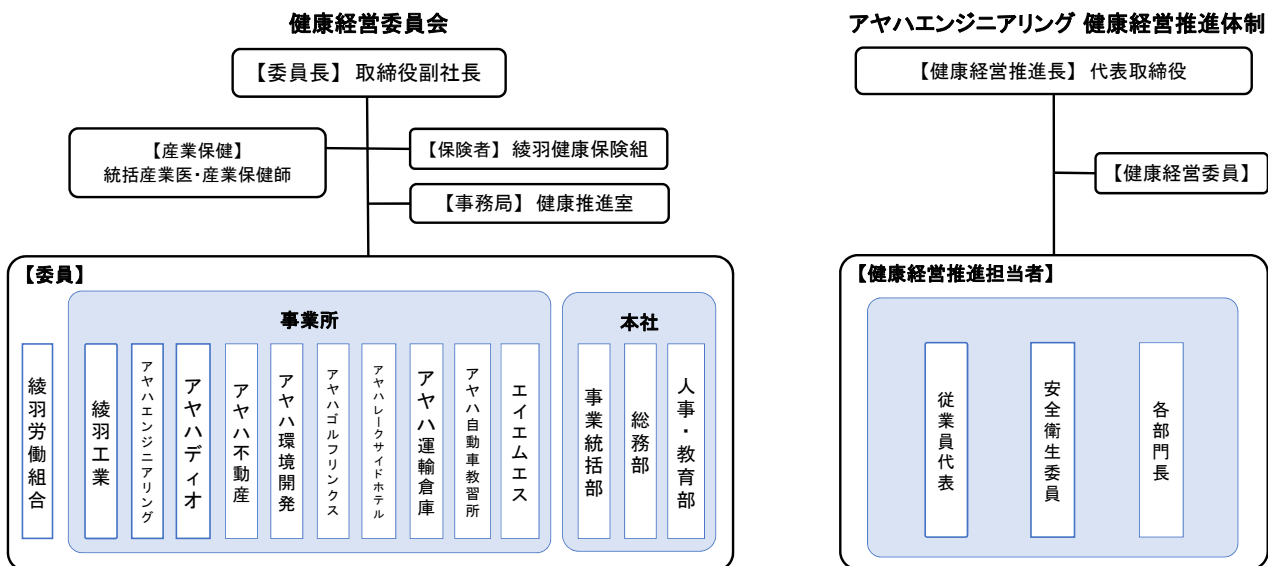 健康経営委員会
【委員長】取締役副社長
【産業保健】
統括産業医・産業保健師
【保険者】綾羽健康保険組
【事務局】健康推進室
【委員】
綾羽労働組合
事業所
綾羽工業
アヤハエンジニアリング
アヤハディオ
アヤハ不動産
アヤハ環境開発
アヤハゴルフリンクス
アヤハレークサイドホテル
アヤハ運輸倉庫
アヤハ自動車教習所
エイエムエス
本社
事業統括部
総務部
人事・教育部
アヤハエンジニアリング 健康経営推進体制
【健康経営推進長】代表取締役
【健康経営委員】
【健康経営推進担当者】
従業員代表
安全衛生委員
各部門長